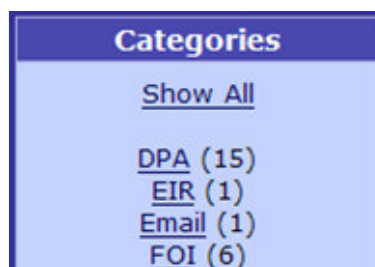 Categories
Show All
DPA (15)
EIR (1)
Email (1)
FOI (6)